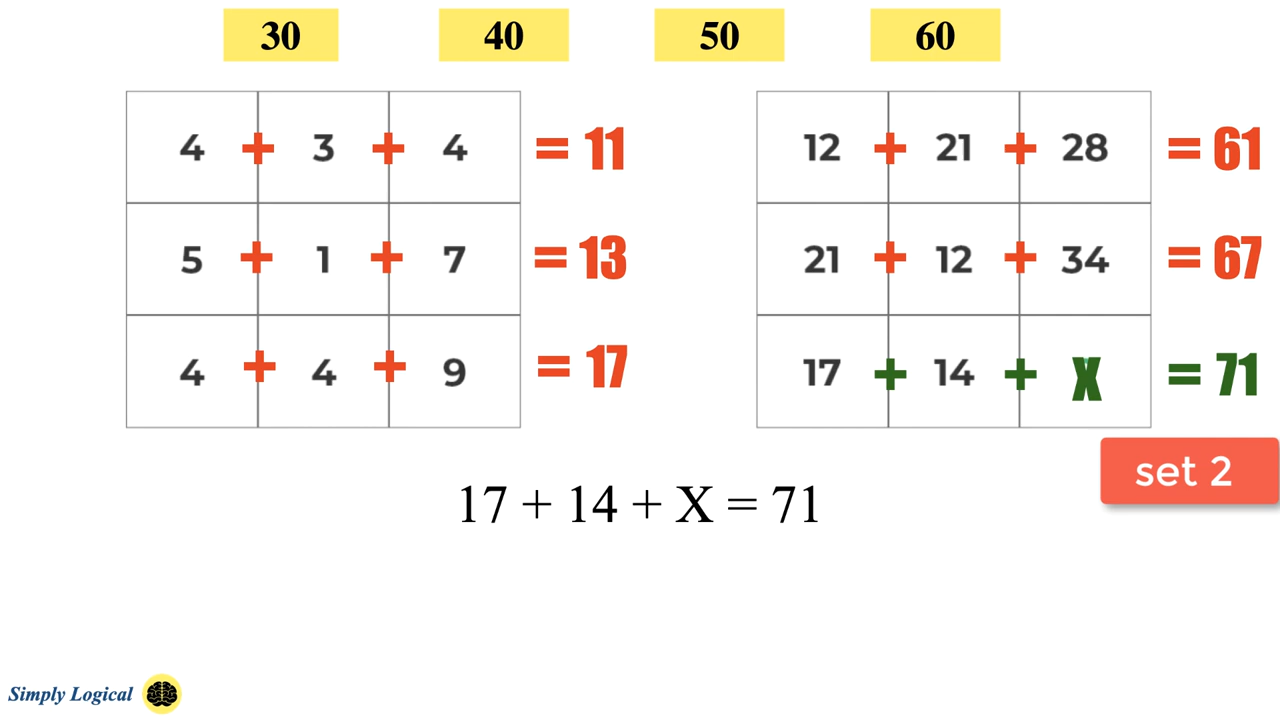 30 40 50 60
4 + 3 + 4 = 11
5 + 1 + 7 = 13
4 + 4 + 9 = 17
12 + 21 + 28 = 61
21 + 12 + 34 = 67
17 + 14 + X = 71
set 2
17 + 14 + X = 71
Simply Logical